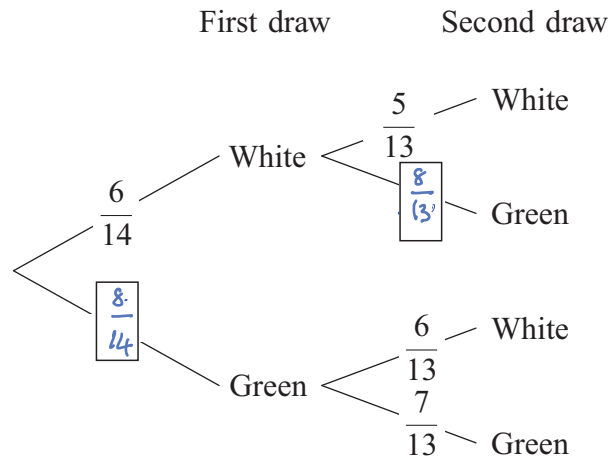 First draw Second draw
White
5/13
White
8/13
Green
6/14
8/14
6/13
White
Green
7/13
Green